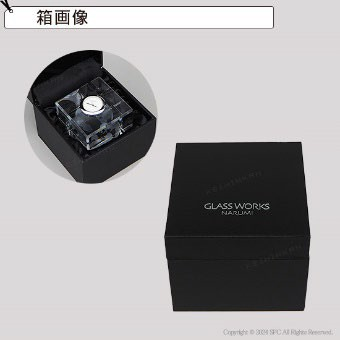 箱画像
GLASS WORKS
NARUMI
Copyright © 2024 SPC All Rights Reserved.